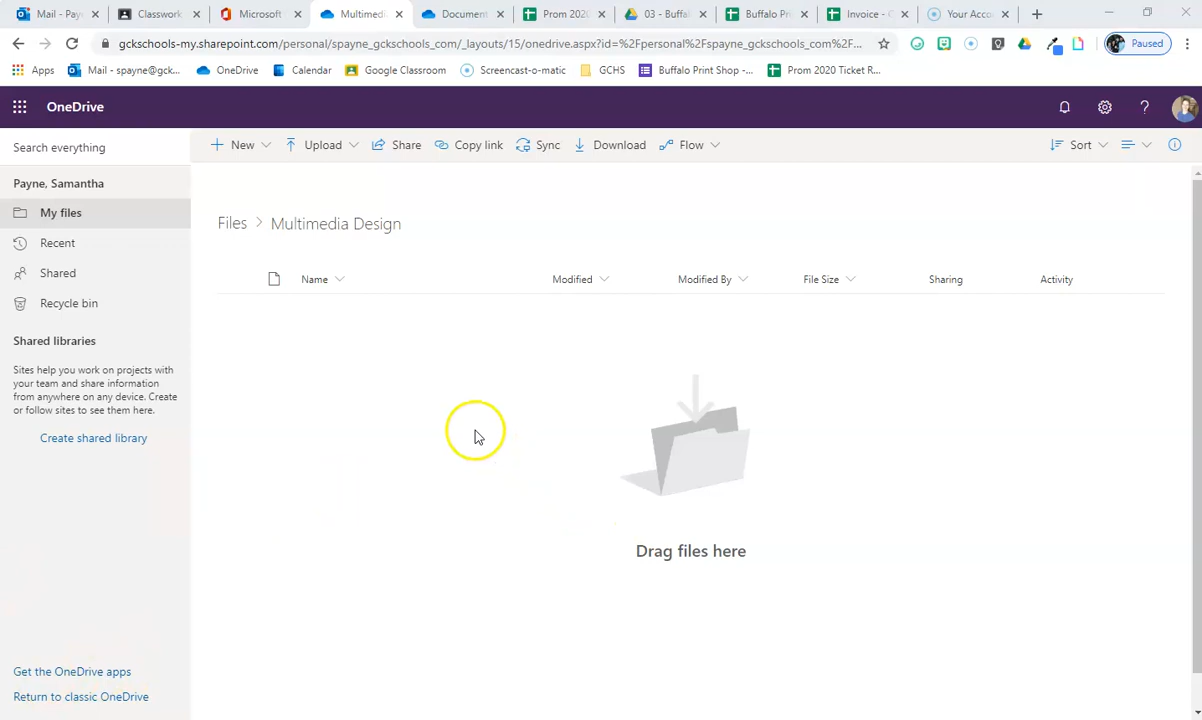 Mail - Payn
Classwork
Microsoft
Multimedi
Document
Prom 202
03 - Buffal
Buffalo Pri
Invoice - C
Your Acco
gckschools-my.sharepoint.com/personal/spayne_gckschools_com/_layouts/15/onedrive.aspx?id=%2Fpersonal%2Fspayne_gckschools_com%2F...
Paused
Apps
Mail - spayne@gck...
OneDrive
Calendar
Google Classroom
Screencast-o-matic
GCHS
Buffalo Print Shop -...
Prom 2020 Ticket R...
OneDrive
?
Search everything
New
Upload
Share
Copy link
Sync
Download
Flow
Sort
Payne, Samantha
My files
Recent
Shared
Recycle bin
Shared libraries
Sites help you work on projects with
your team and share information
from anywhere on any device. Create
or follow sites to see them here.
Create shared library
Files > Multimedia Design
Name
Modified
Modified By
File Size
Sharing
Activity
Drag files here
Get the OneDrive apps
Return to classic OneDrive